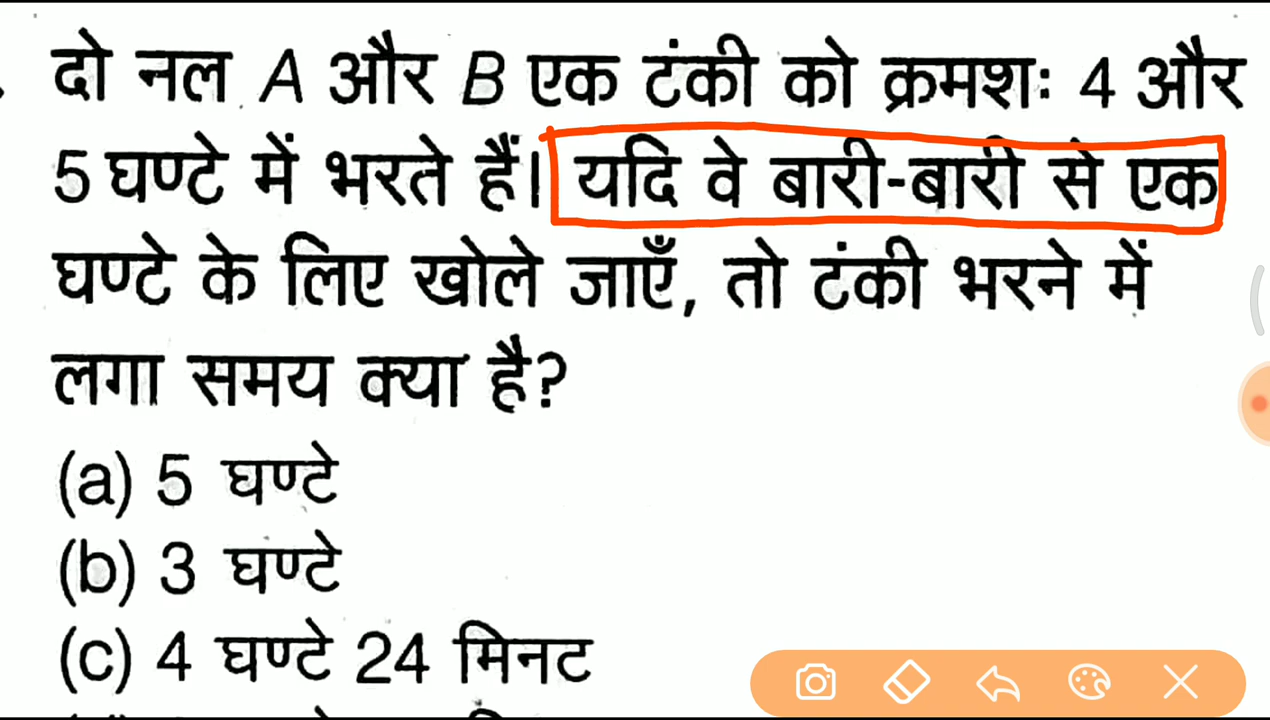 दो नल A और B एक टंकी को क्रमशः 4 और
5 घण्टे में भरते हैं। यदि वे बारी-बारी से एक
घण्टे के लिए खोले जाएँ, तो टंकी भरने में
लगा समय क्या है?
(a) 5 घण्टे
(b) 3 घण्टे
(c) 4 घण्टे 24 मिनट